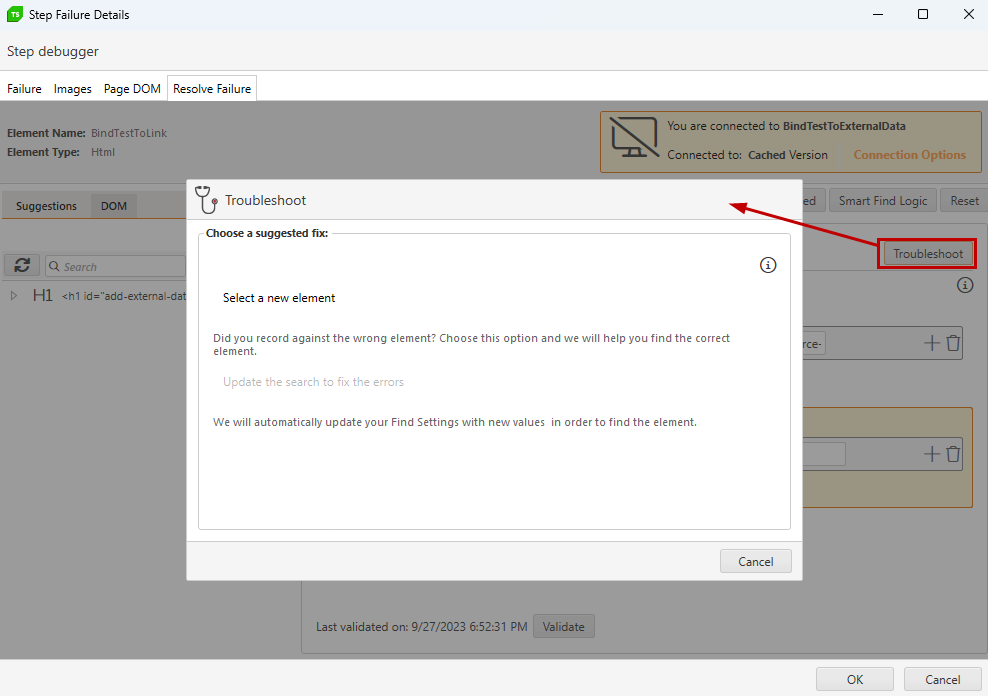 TS Step Failure Details
Step debugger
Failure Images Page DOM Resolve Failure
Element Name: BindTestToLink
Element Type: Html
You are connected to BindTestToExternalData
Connected to: Cached Version Connection Options
Suggestions DOM
ed Smart Find Logic Reset
Troubleshoot
Search
H1 <h1 id="add-external-dat
rce-
Troubleshoot
Choose a suggested fix:
Select a new element
Did you record against the wrong element? Choose this option and we will help you find the correct
element.
Update the search to fix the errors
We will automatically update your Find Settings with new values in order to find the element.
Cancel
Last validated on: 9/27/2023 6:52:31 PM Validate
OK Cancel